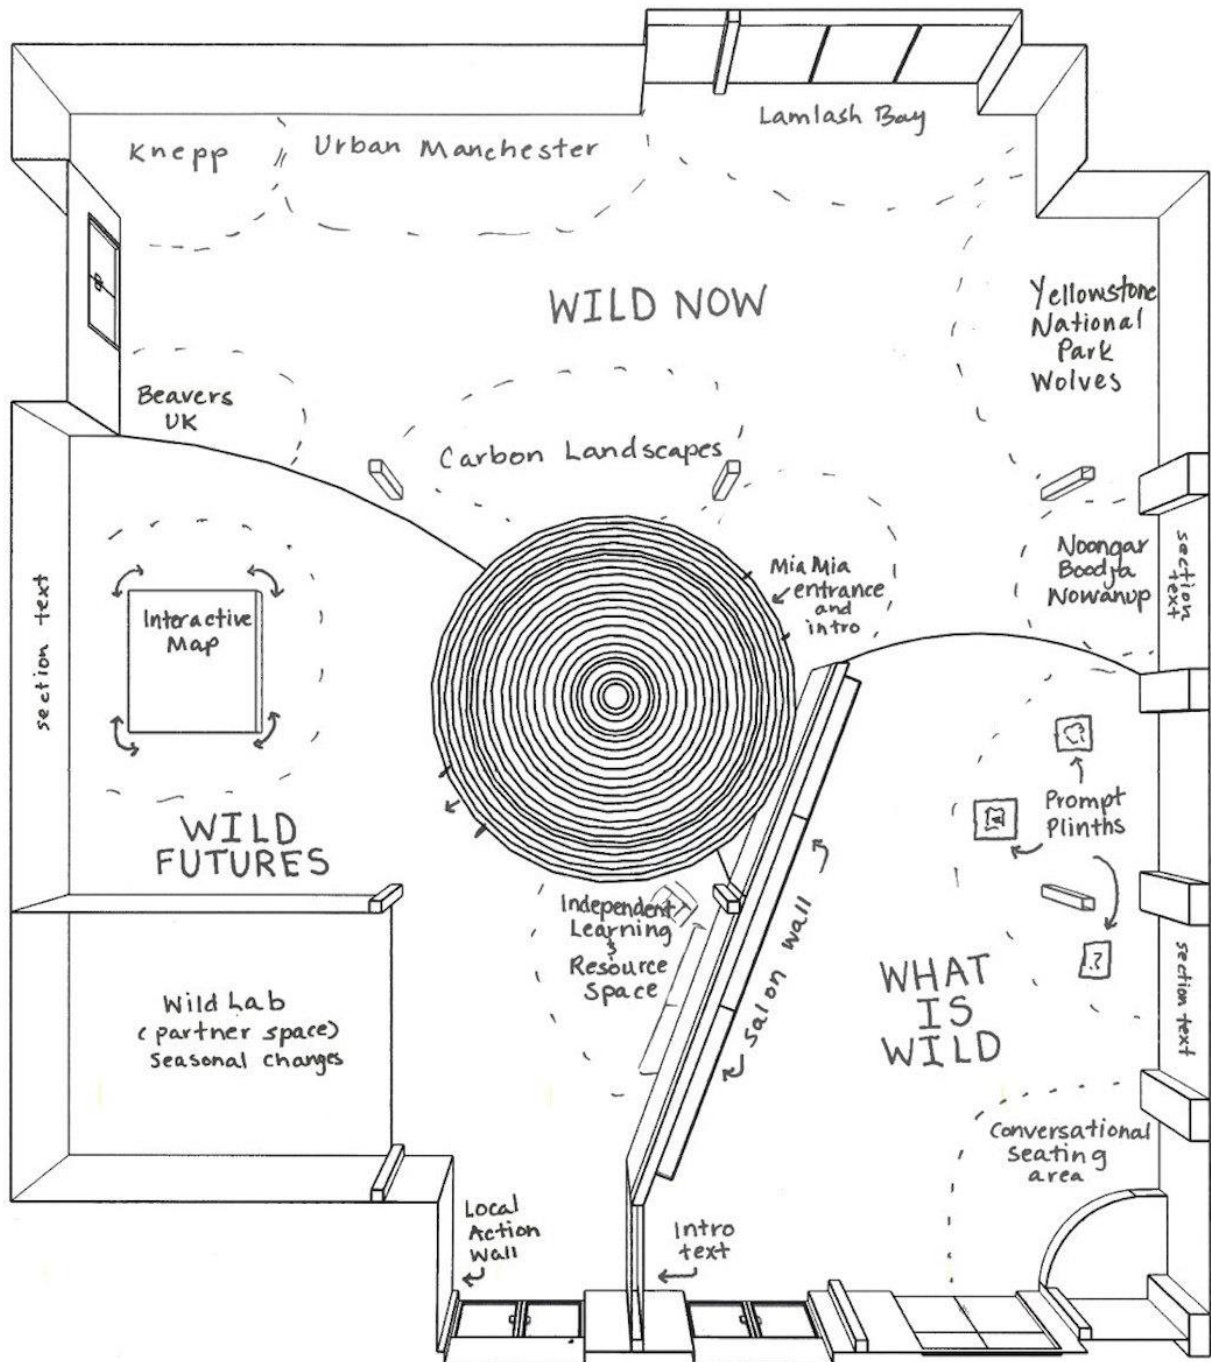 Knepp
Urban Manchester
Lamlash Bay
WILD NOW
Yellowstone
National
Park
Wolves
Beavers
UK
Carbon Landscapes
Mia Mia
entrance
and
intro
Noongar
Boodja
Nowanup
section
text
section text
Interactive
Map
WILD
FUTURES
Prompt
Plinths
Independent
Learning
&
Resource
Space
salon wall
WHAT
IS
WILD
section text
Wild Lab
(partner space)
Seasonal changes
Conversational
Seating
area
Local
Action
Wall
Intro
text